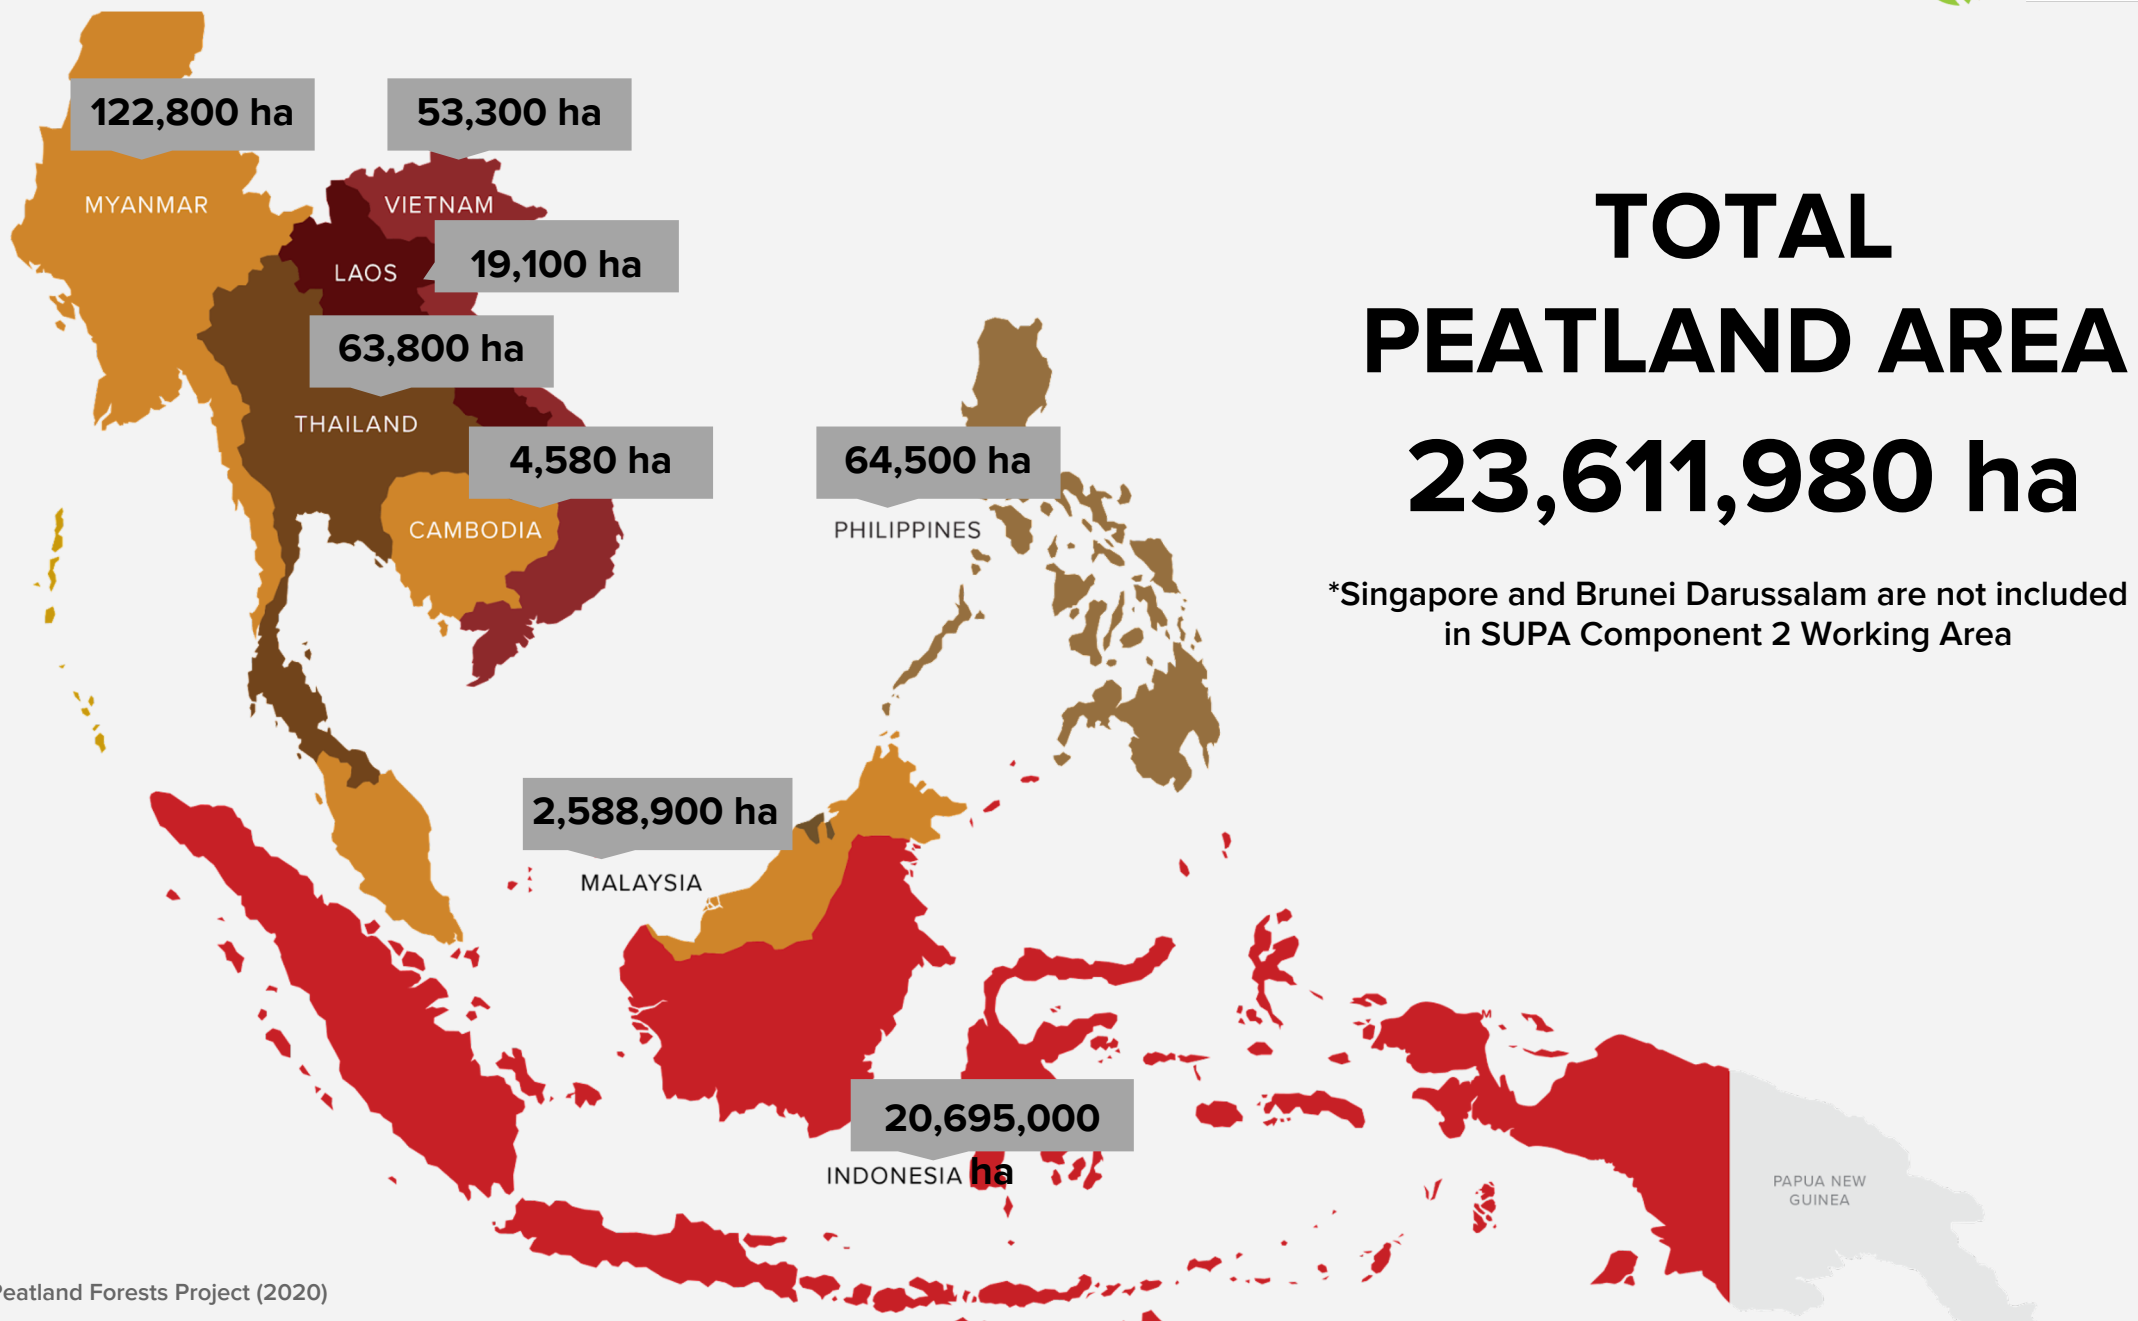 122,800 ha
53,300 ha
MYANMAR
VIETNAM
19,100 ha
LAOS
63,800 ha
THAILAND
4,580 ha
CAMBODIA
64,500 ha
PHILIPPINES
TOTAL
PEATLAND AREA
23,611,980 ha
*Singapore and Brunei Darussalam are not included
in SUPA Component 2 Working Area
2,588,900 ha
MALAYSIA
20,695,000
ha
INDONESIA
PAPUA NEW
GUINEA
Peatland Forests Project (2020)